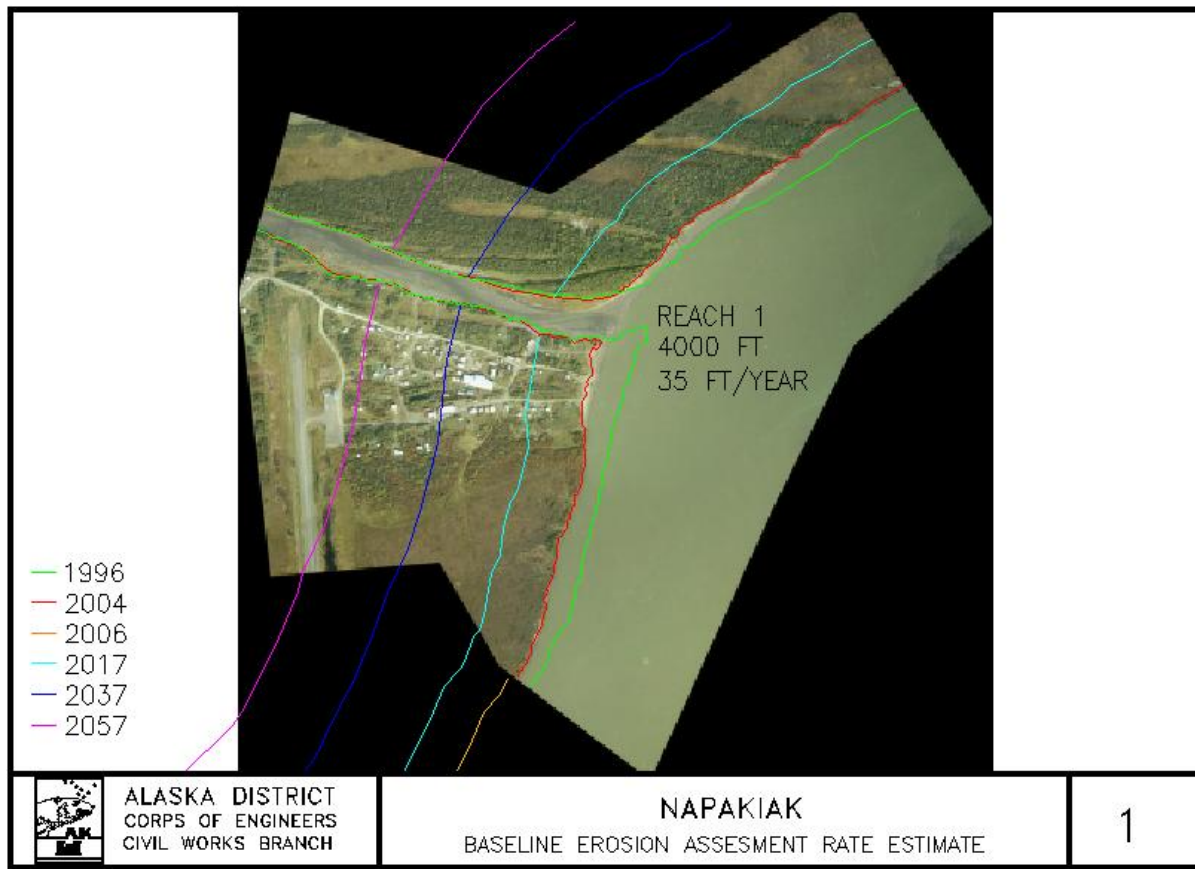 REACH 1
4000 FT
35 FT/YEAR
1996
2004
2006
2017
2037
2057
AK
ALASKA DISTRICT
CORPS OF ENGINEERS
CIVIL WORKS BRANCH
NAPAKIAK
BASELINE EROSION ASSESMENT RATE ESTIMATE
1